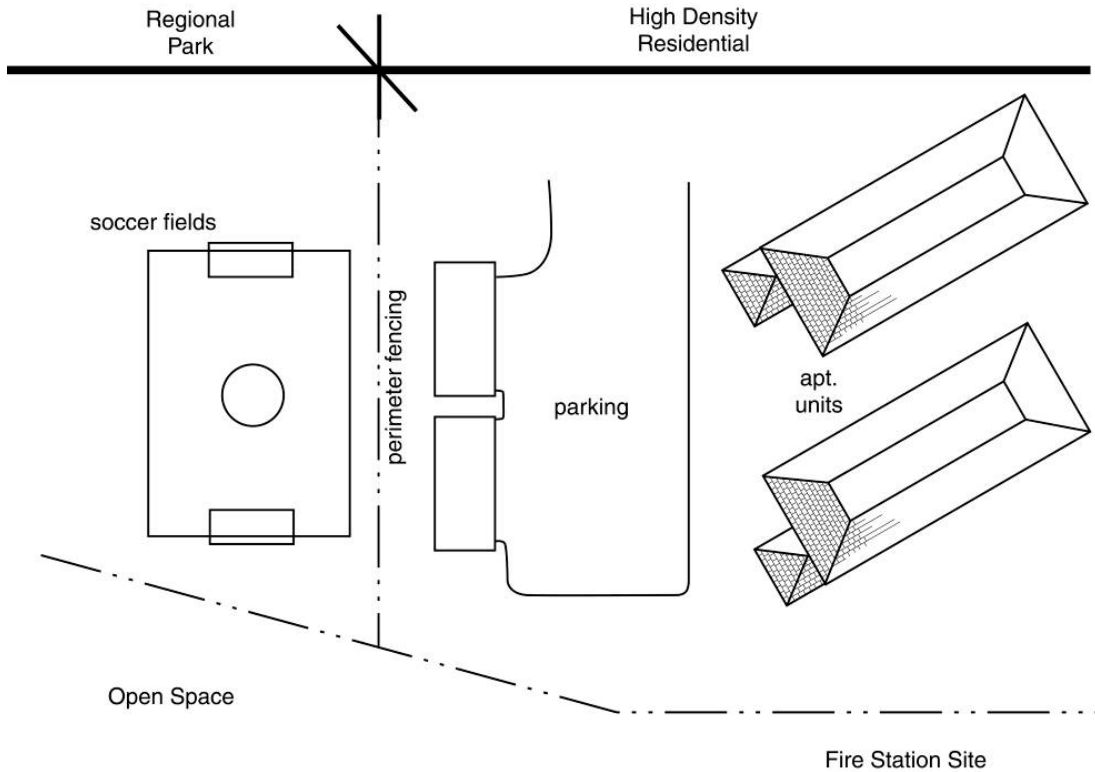 Regional
Park
High Density
Residential
soccer fields
perimeter fencing
parking
apt.
units
Open Space
Fire Station Site